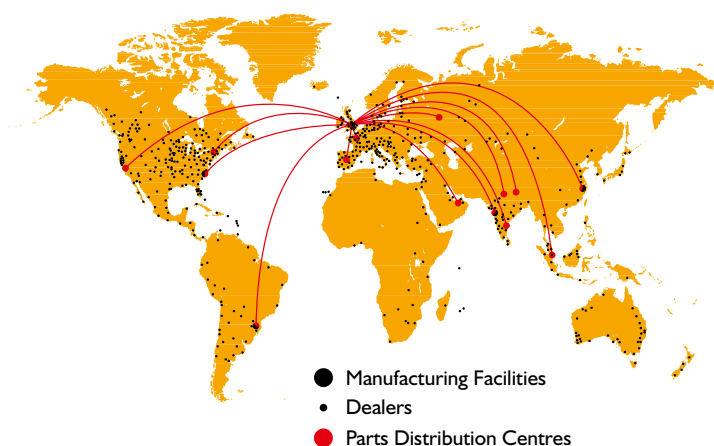 Manufacturing Facilities
Dealers
Parts Distribution Centres